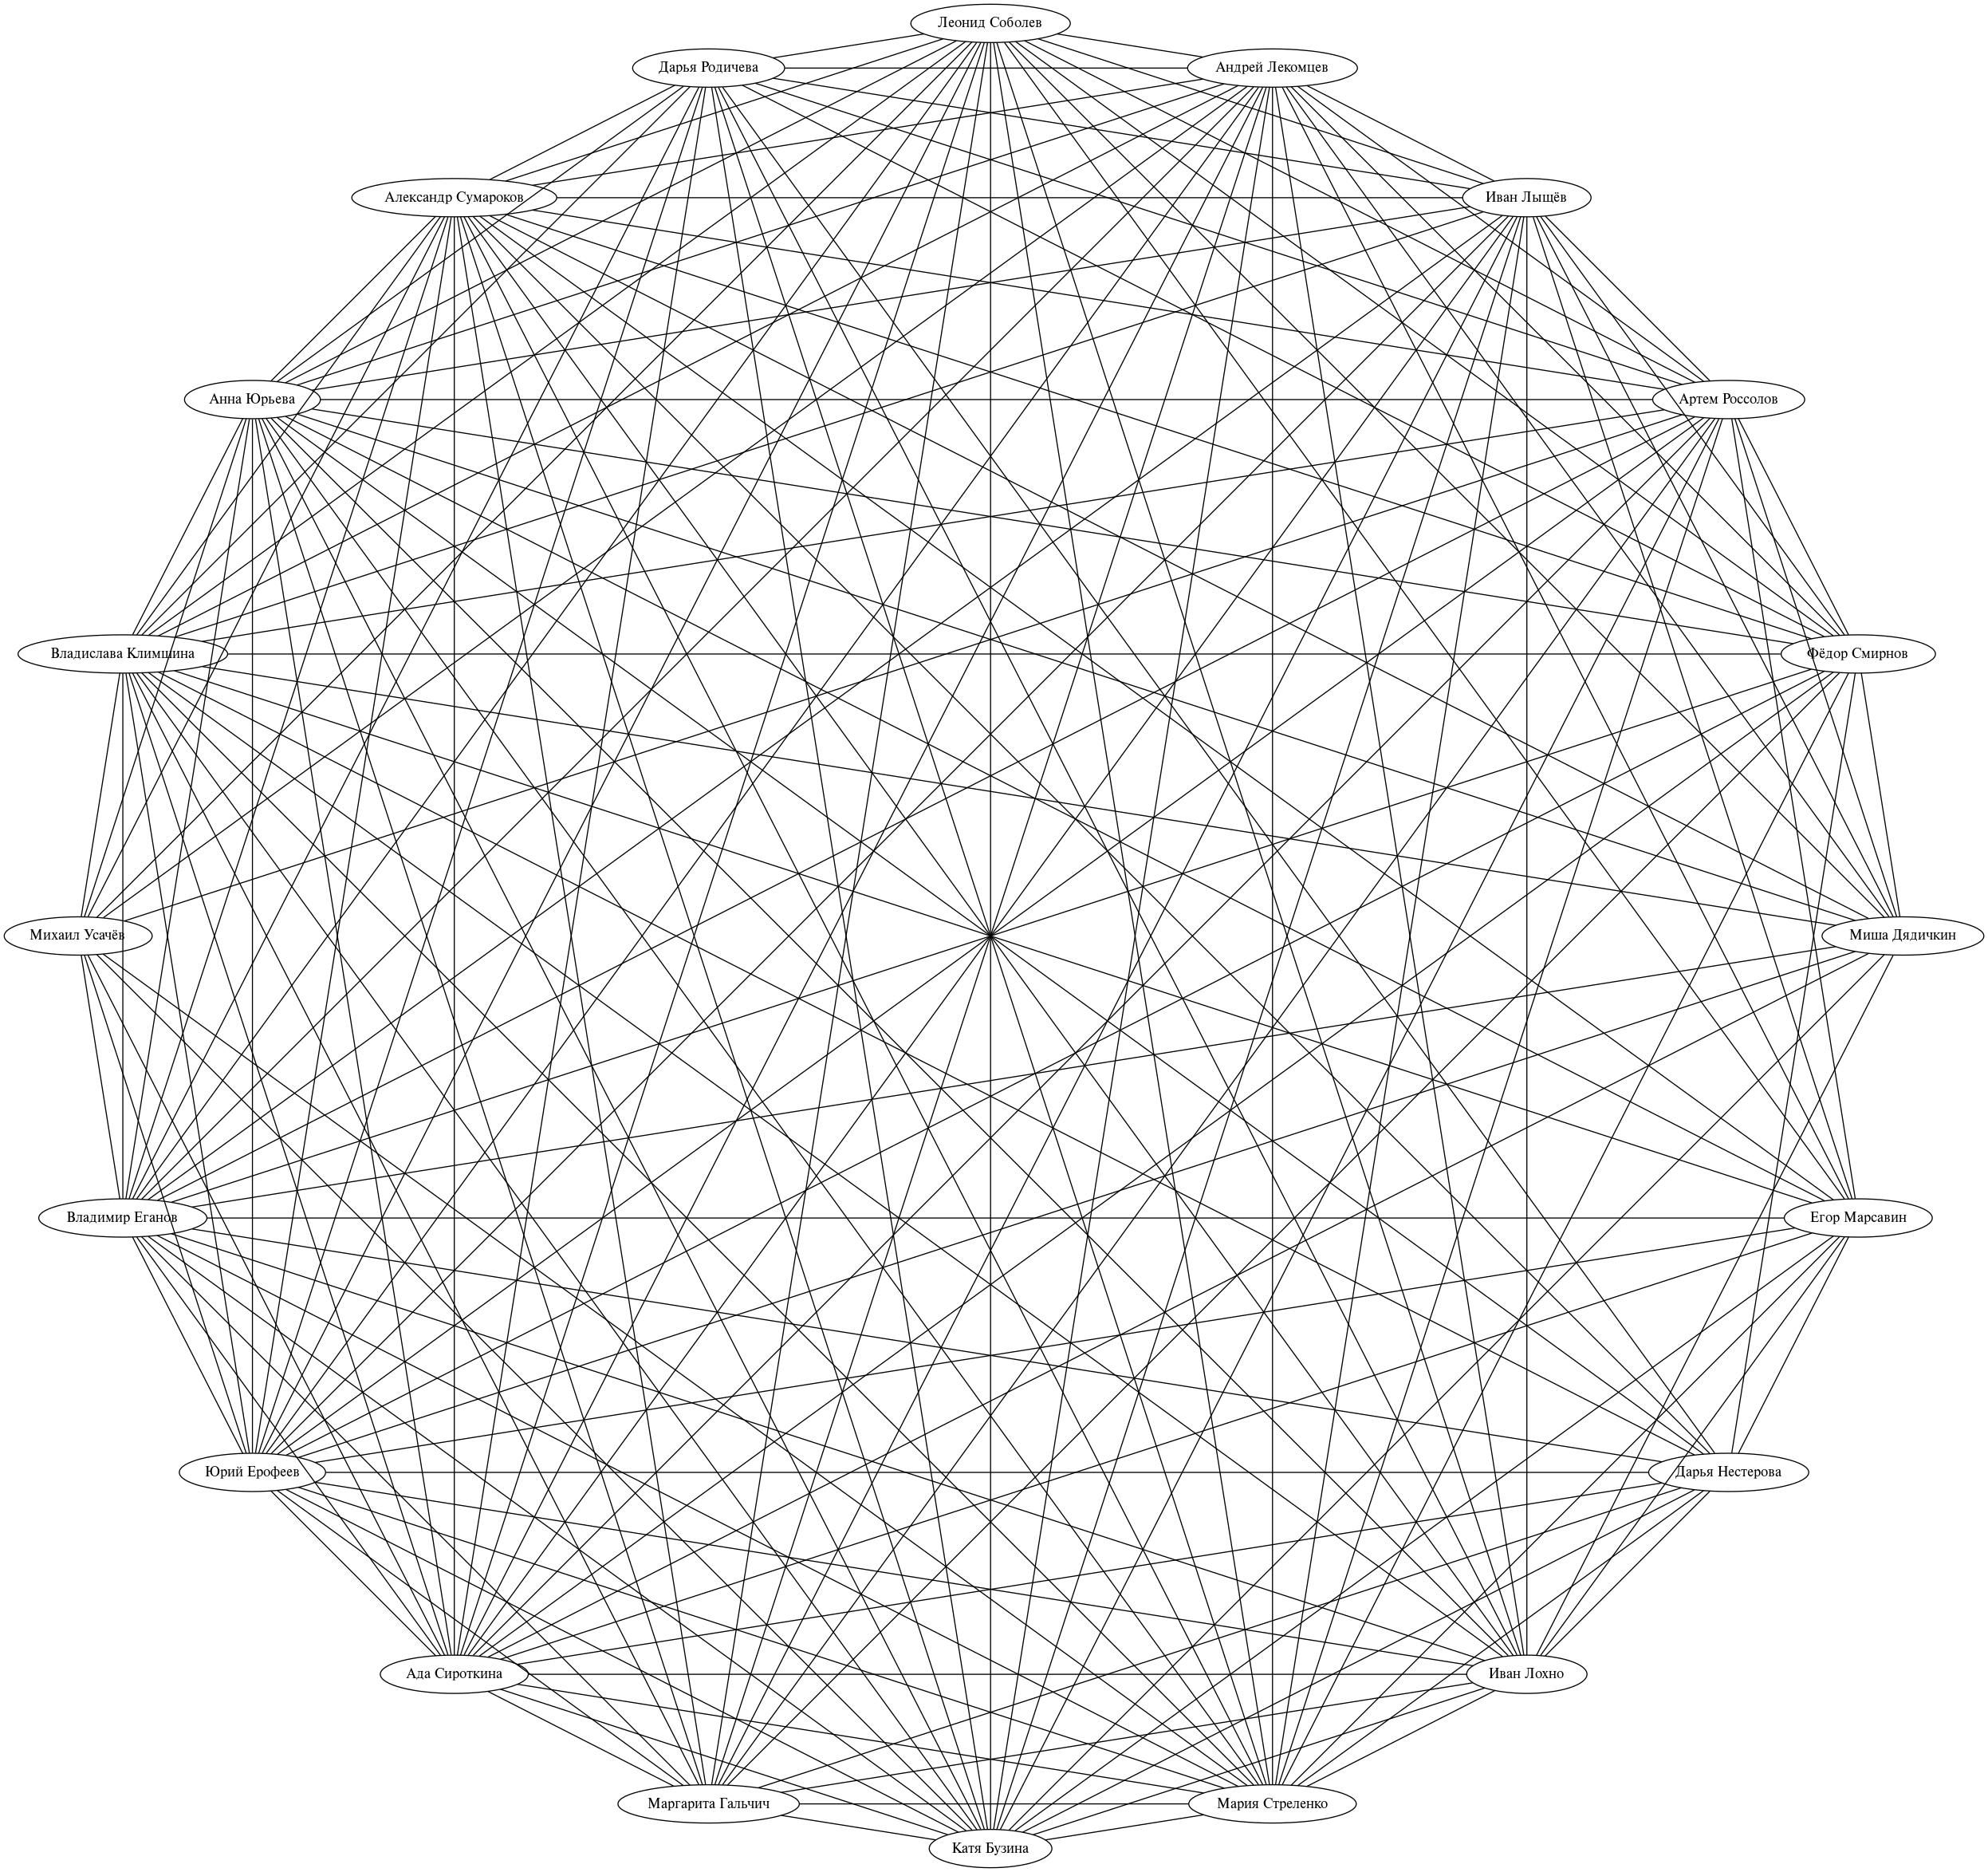 Леонид Соболев
Дарья Родичева
Андрей Лекомцев
Александр Сумароков
Иван Лыщёв
Анна Юрьева
Артем Россолов
Владислава Климшина
Фёдор Смирнов
Михаил Усачёв
Миша Дядичкин
Владимир Еганов
Егор Марсавин
Юрий Ерофеев
Дарья Нестерова
Ада Сироткина
Иван Лохно
Маргарита Гальчич
Мария Стреленко
Катя Бузина